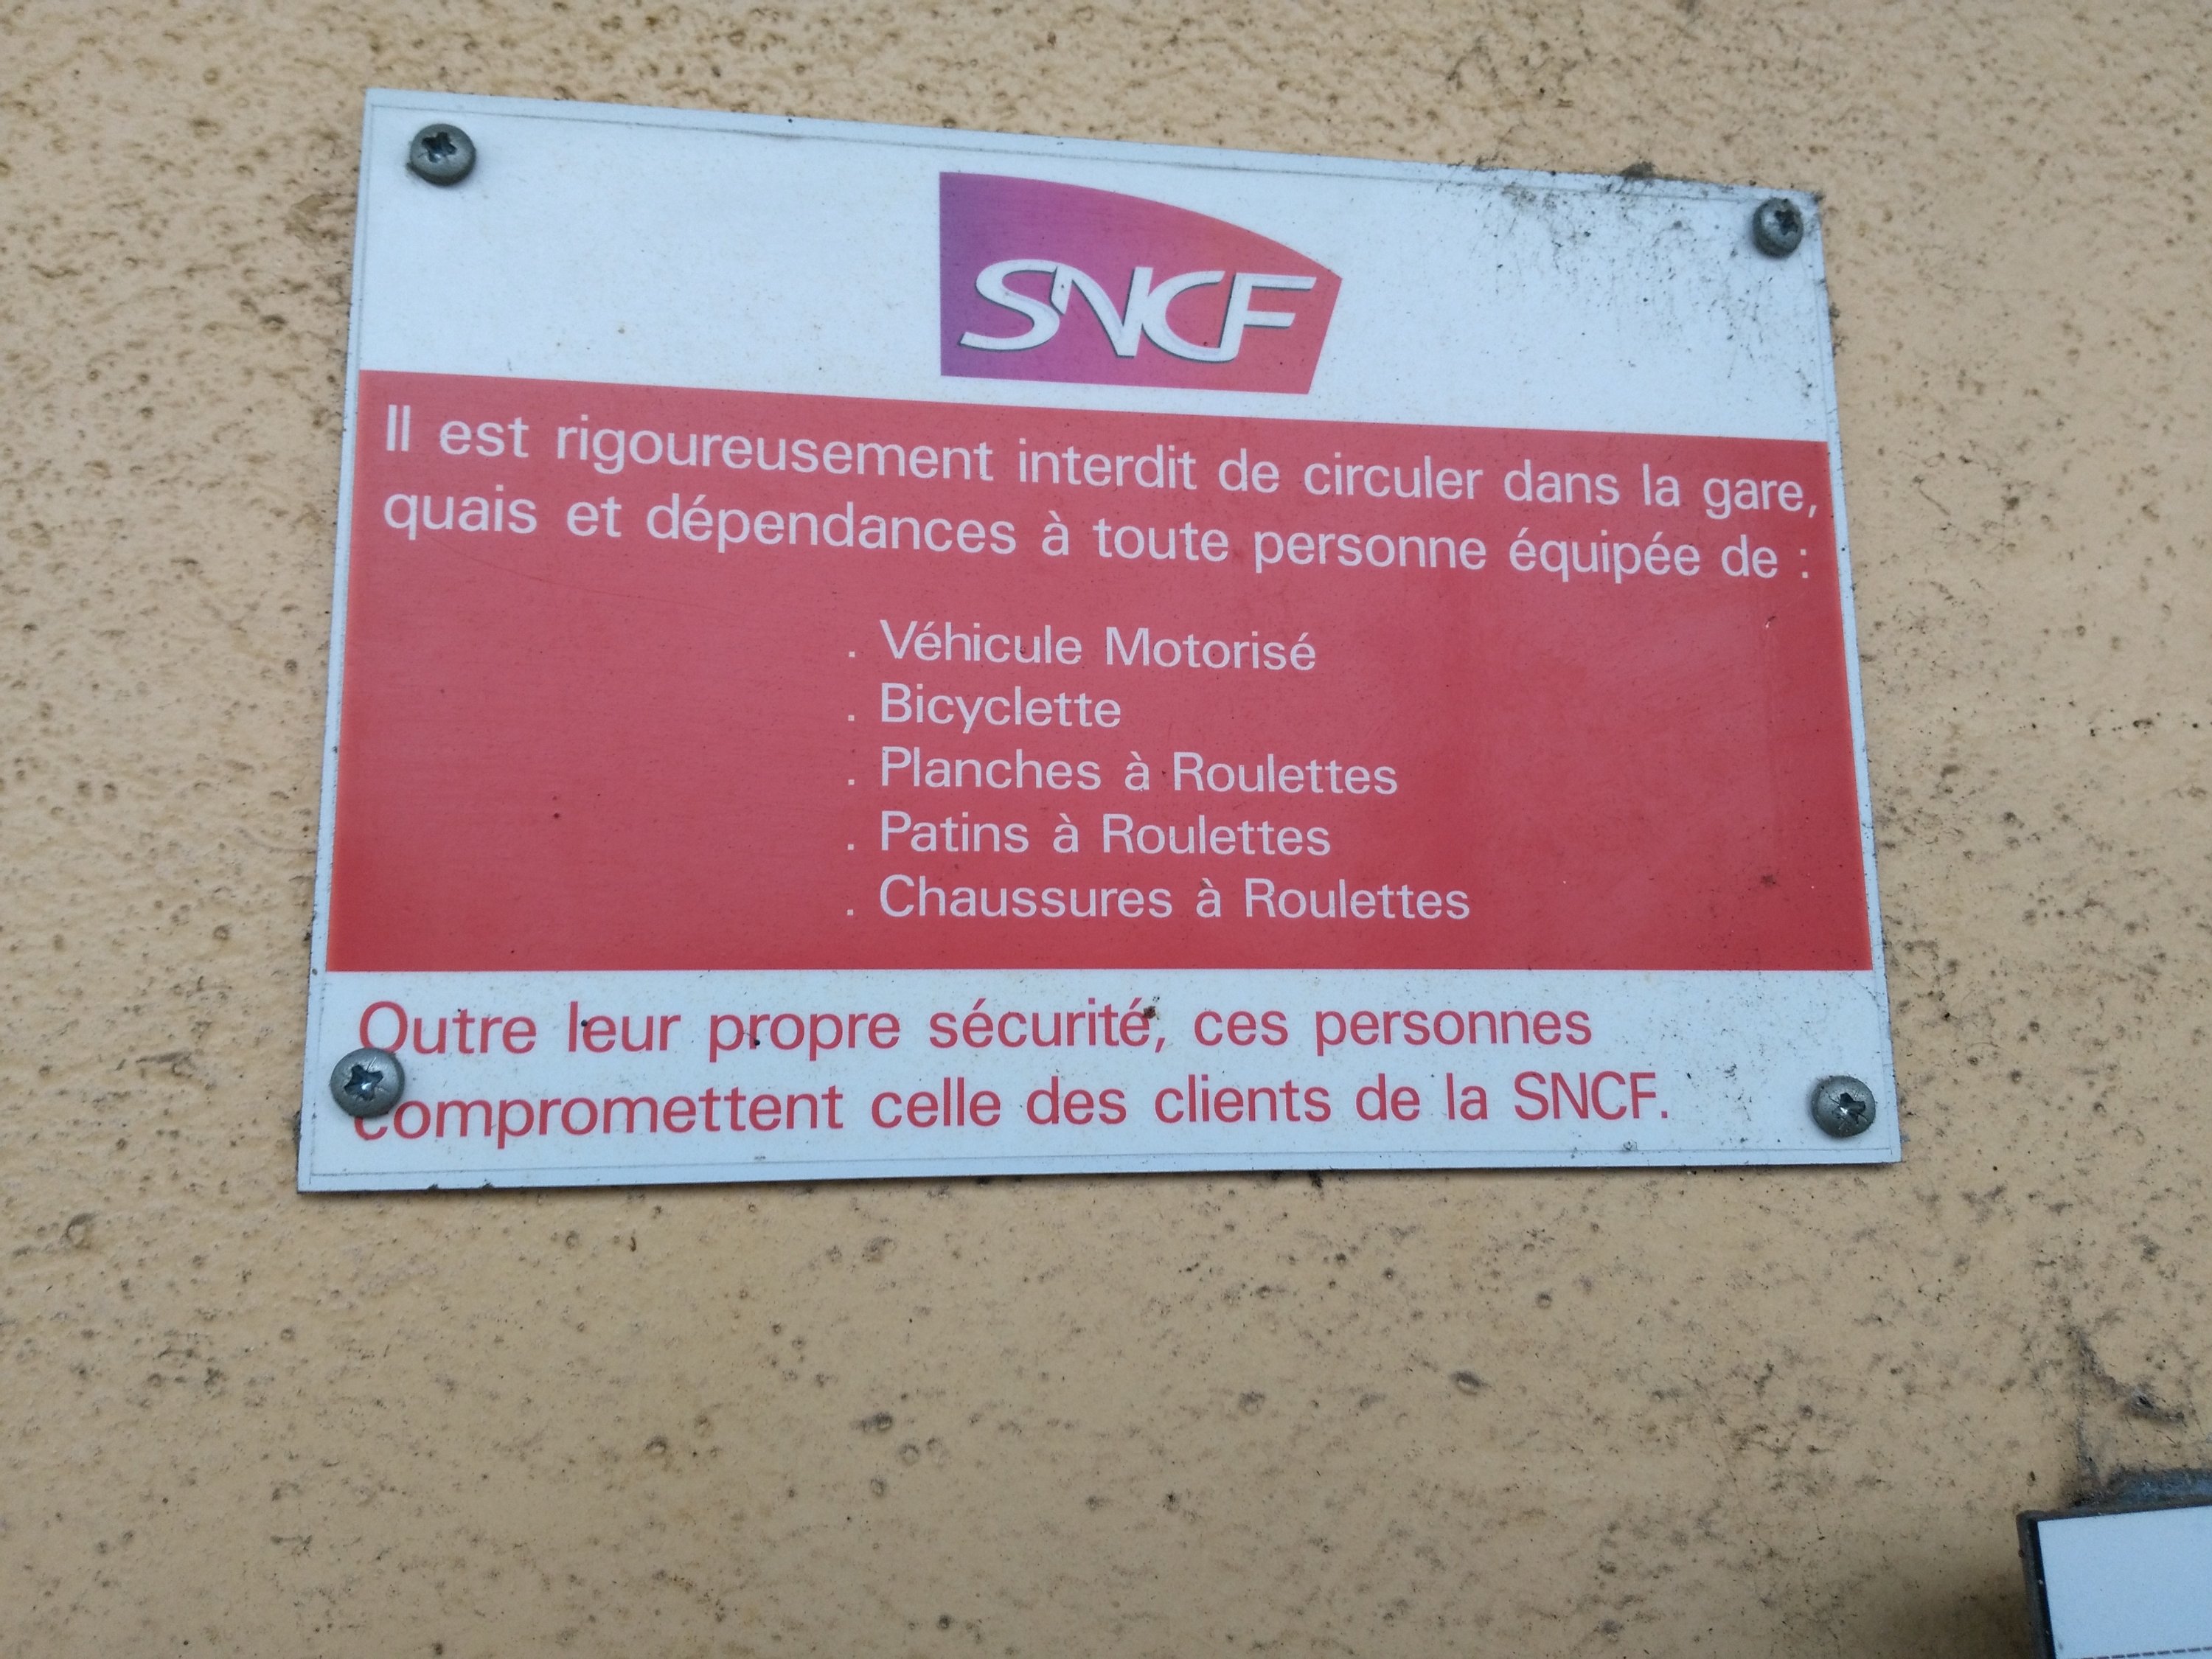 SNCF
Il est rigoureusement interdit de circuler dans la gare,
quais et dépendances à toute personne équipée de :
. Véhicule Motorisé
. Bicyclette
. Planches à Roulettes
. Patins à Roulettes
. Chaussures à Roulettes
Outre leur propre sécurité, ces personnes
compromettent celle des clients de la SNCF.